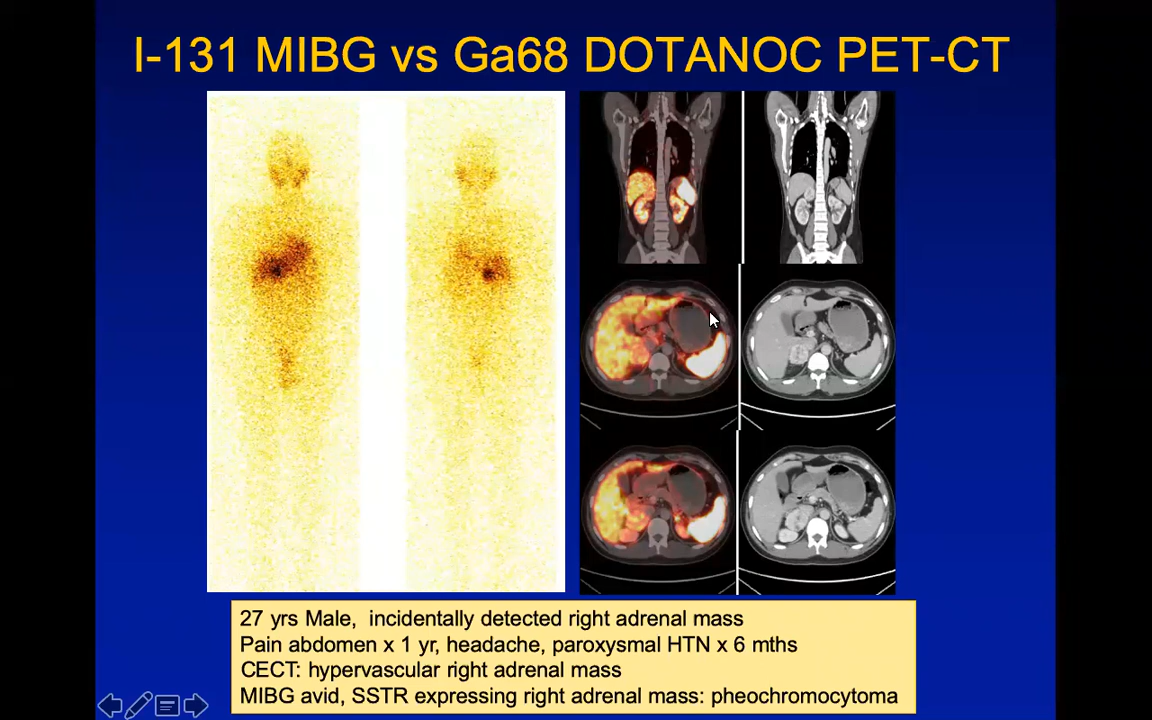 I-131 MIBG vs Ga68 DOTANOC PET-CT
27 yrs Male, incidentally detected right adrenal mass
Pain abdomen x 1 yr, headache, paroxysmal HTN x 6 mths
CECT: hypervascular right adrenal mass
MIBG avid, SSTR expressing right adrenal mass: pheochromocytoma